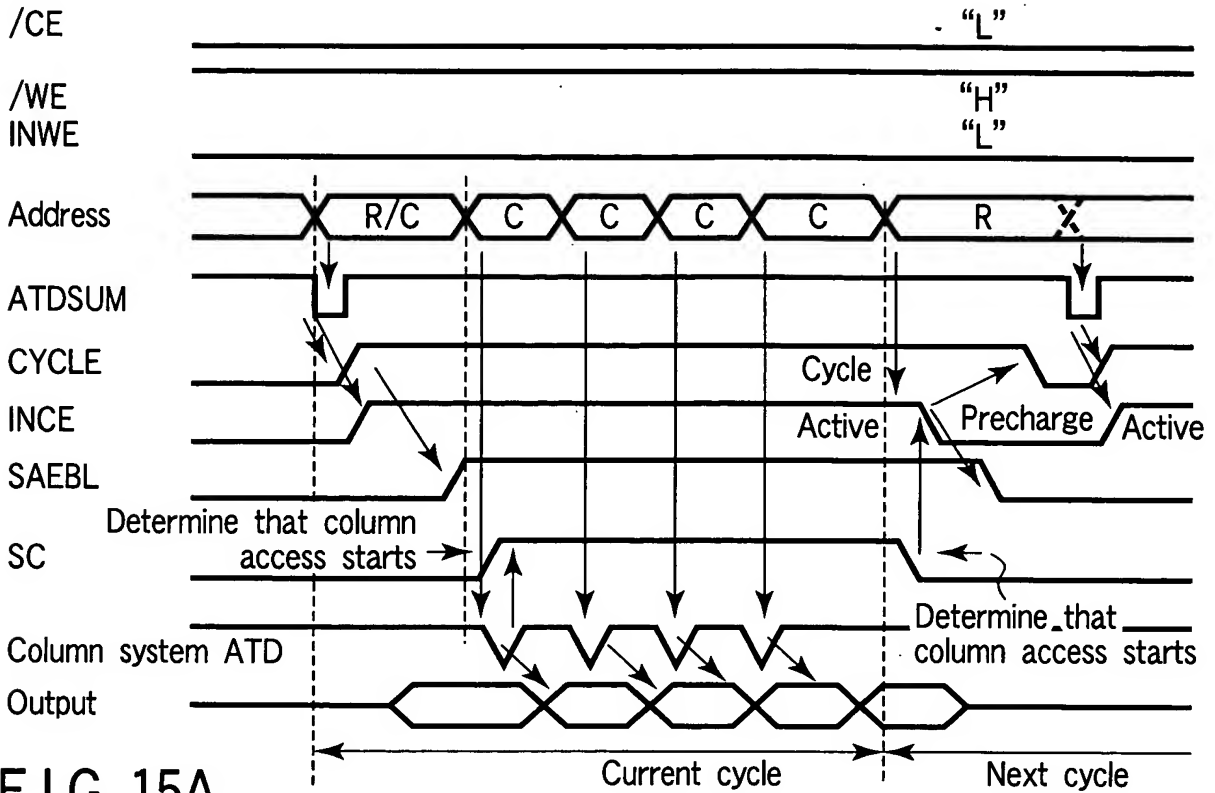 /CE
“L”
/WE
“H”
INWE
“L”
Address
R/C
C
C
C
C
R
ATDSUM
CYCLE
Cycle
INCE
Active
Precharge
Active
SAEBL
Determine that column
access starts
SC
Determine that
column access starts
Column system ATD
Output
Current cycle
Next cycle
FIG. 15A